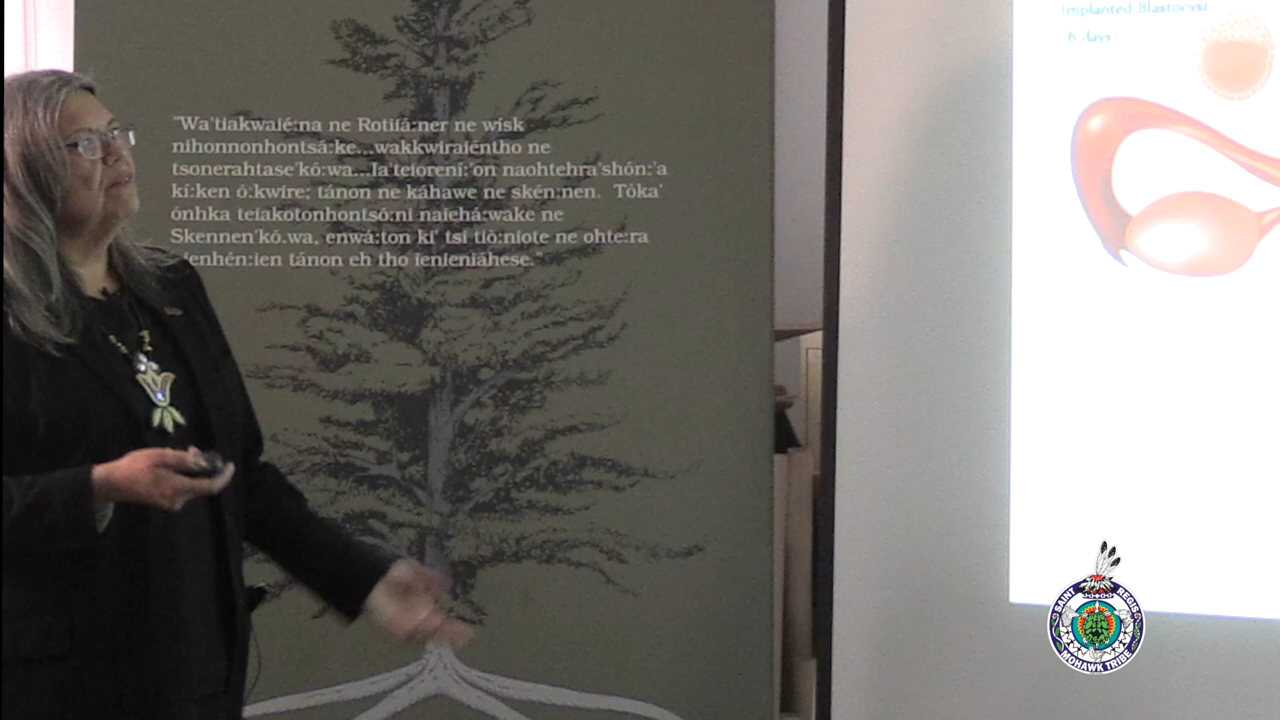 "Wa'tiakwaié:na ne Rotiiá:ner ne wísk
nihonnonhontsá:ke...wakkwiraiéntho ne
tsonerahtase'kó:wa...Ia'teiorení:'on naohtehra'shón:'a
kí:ken ó:kwire; tánon ne káhawe ne skén:nen. Tóka'
ónhka teiakotonhontsó:ni naiehá:wake ne
Skennen'kó.wa, enwá:ton ki' tsi tió:niote ne ohte:ra
ienhén:ien tánon eh tho ienieniáhese."
Implanted Blastocyst
6 days
SAINT REGIS
MOHAWK TRIBE